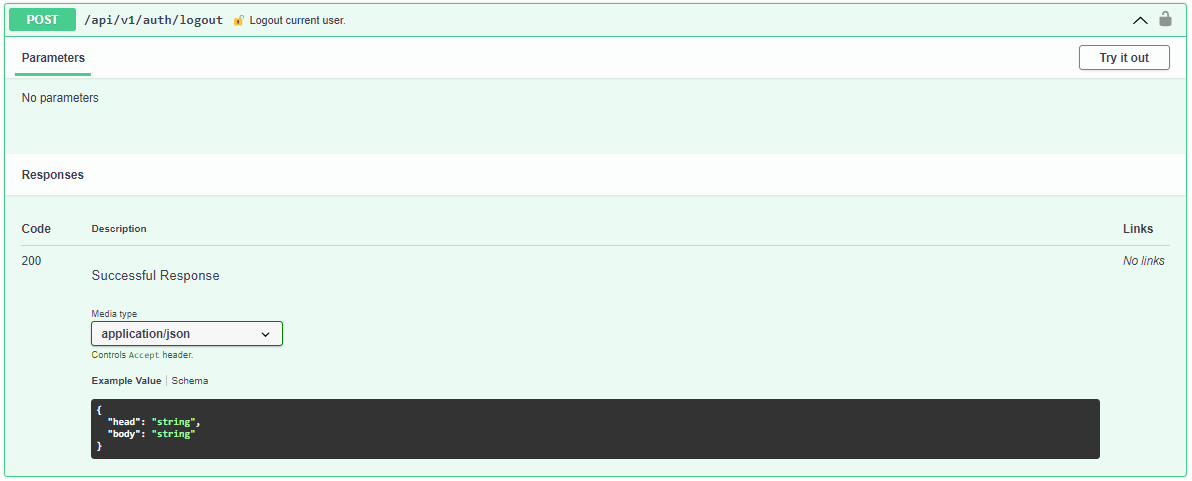 POST /api/v1/auth/logout 🔓 Logout current user.
Parameters Try it out
No parameters
Responses
Code Description Links
200 No links
Successful Response
Media type
application/json
Controls Accept header.
Example Value Schema
{
  "head": "string",
  "body": "string"
}